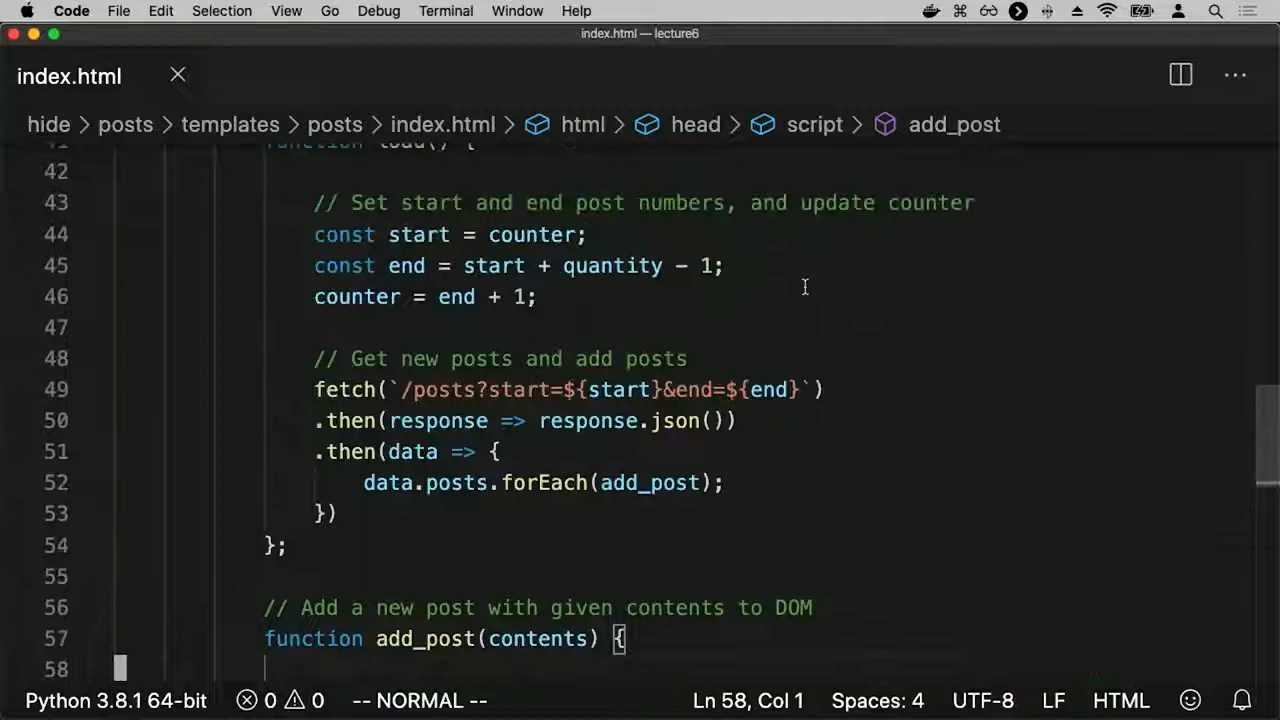 Code File Edit Selection View Go Debug Terminal Window Help
index.html — lecture6
index.html
hide > posts > templates > posts > index.html > html > head > script > add_post
41 function load() {
42
43 // Set start and end post numbers, and update counter
44 const start = counter;
45 const end = start + quantity - 1;
46 counter = end + 1;
47
48 // Get new posts and add posts
49 fetch(`/posts?start=${start}&end=${end}`)
50 .then(response => response.json())
51 .then(data => {
52 data.posts.forEach(add_post);
53 })
54 };
55
56 // Add a new post with given contents to DOM
57 function add_post(contents) {
58
Python 3.8.1 64-bit 0 0 -- NORMAL -- Ln 58, Col 1 Spaces: 4 UTF-8 LF HTML